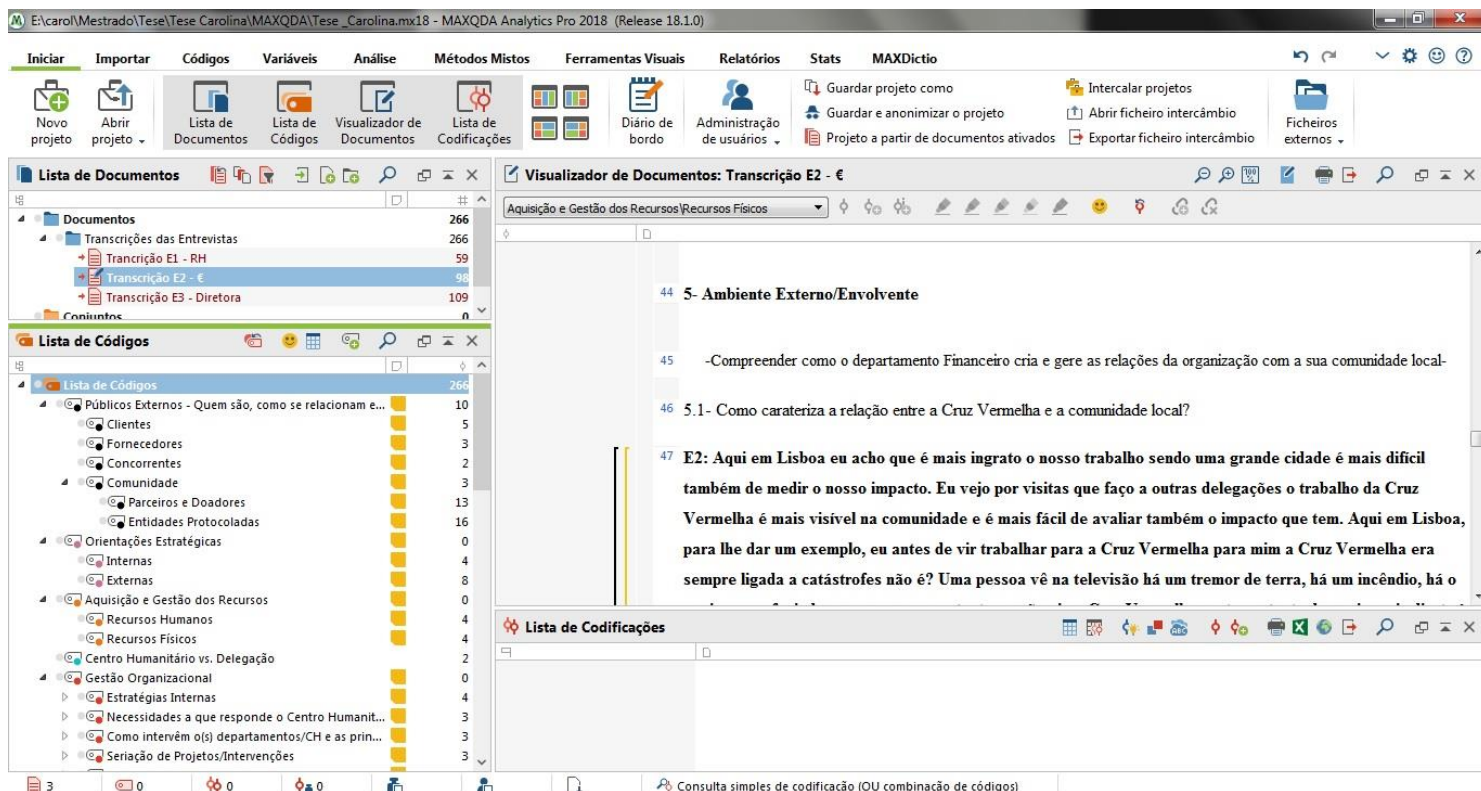 E:\carol\Mestrado\Tese\Tese Carolina\MAXQDA\Tese _Carolina.mx18 - MAXQDA Analytics Pro 2018 (Release 18.1.0)
Iniciar Importar Códigos Variáveis Análise Métodos Mistos Ferramentas Visuais Relatórios Stats MAXDictio
Novo projeto
Abrir projeto
Lista de Documentos
Lista de Códigos
Visualizador de Documentos
Lista de Codificações
Diário de bordo
Administração de usuários
Guardar projeto como
Guardar e anonimizar o projeto
Projeto a partir de documentos ativados
Intercalar projetos
Abrir ficheiro intercâmbio
Exportar ficheiro intercâmbio
Ficheiros externos
Lista de Documentos
#
Documentos 266
Transcrições das Entrevistas 266
Trancrição E1 - RH 59
Transcrição E2 - € 98
Transcrição E3 - Diretora 109
Conjuntos 0
Lista de Códigos
Lista de Códigos 266
Públicos Externos - Quem são, como se relacionam e... 10
Clientes 5
Fornecedores 3
Concorrentes 2
Comunidade 3
Parceiros e Doadores 13
Entidades Protocoladas 16
Orientações Estratégicas 0
Internas 4
Externas 8
Aquisição e Gestão dos Recursos 0
Recursos Humanos 4
Recursos Físicos 4
Centro Humanitário vs. Delegação 2
Gestão Organizacional 0
Estratégias Internas 4
Necessidades a que responde o Centro Humanit... 3
Como intervêm o(s) departamentos/CH e as prin... 3
Seriação de Projetos/Intervenções 3
Visualizador de Documentos: Transcrição E2 - €
Aquisição e Gestão dos Recursos\Recursos Físicos
44 5- Ambiente Externo/Envolvente
45 -Compreender como o departamento Financeiro cria e gere as relações da organização com a sua comunidade local-
46 5.1- Como carateriza a relação entre a Cruz Vermelha e a comunidade local?
47 E2: Aqui em Lisboa eu acho que é mais ingrato o nosso trabalho sendo uma grande cidade é mais difícil
também de medir o nosso impacto. Eu vejo por visitas que faço a outras delegações o trabalho da Cruz
Vermelha é mais visível na comunidade e é mais fácil de avaliar também o impacto que tem. Aqui em Lisboa,
para lhe dar um exemplo, eu antes de vir trabalhar para a Cruz Vermelha para mim a Cruz Vermelha era
sempre ligada a catástrofes não é? Uma pessoa vê na televisão há um tremor de terra, há um incêndio, há o
Lista de Codificações
3 0 0 0 Consulta simples de codificação (OU combinação de códigos)